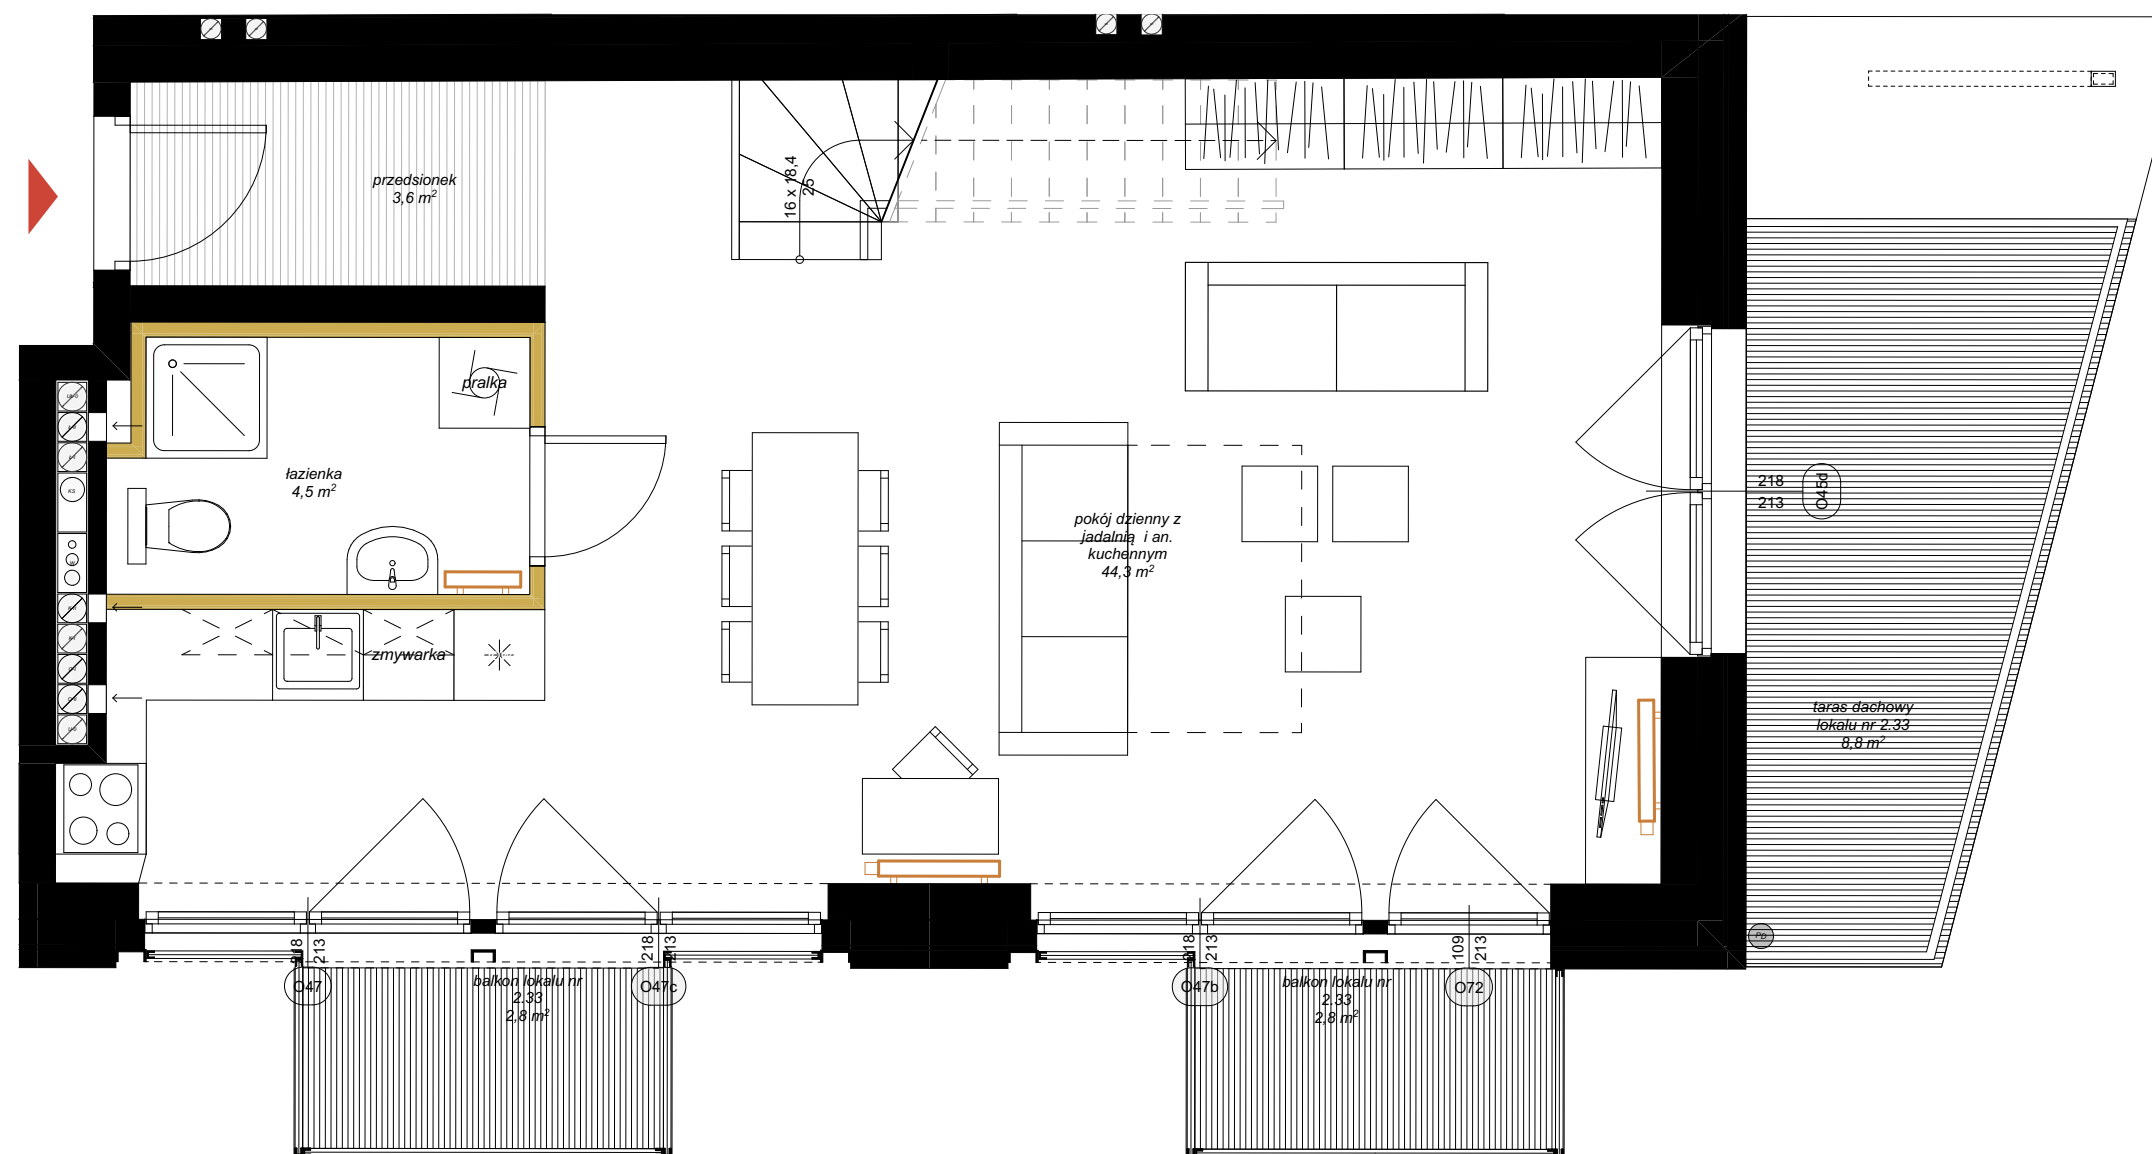 przedsionek
3,6 m²
16 x 18,4
25
pralka
łazienka
4,5 m²
KS
zmywarka
pokój dzienny z
jadalnią i an.
kuchennym
44,3 m²
218
213
O45d
taras dachowy
lokalu nr 2.33
8,8 m²
PD
218
213
O47
218
213
O47c
balkon lokalu nr
2.33
2,8 m²
218
213
O47b
109
213
O72
balkon lokalu nr
2.33
2,8 m²